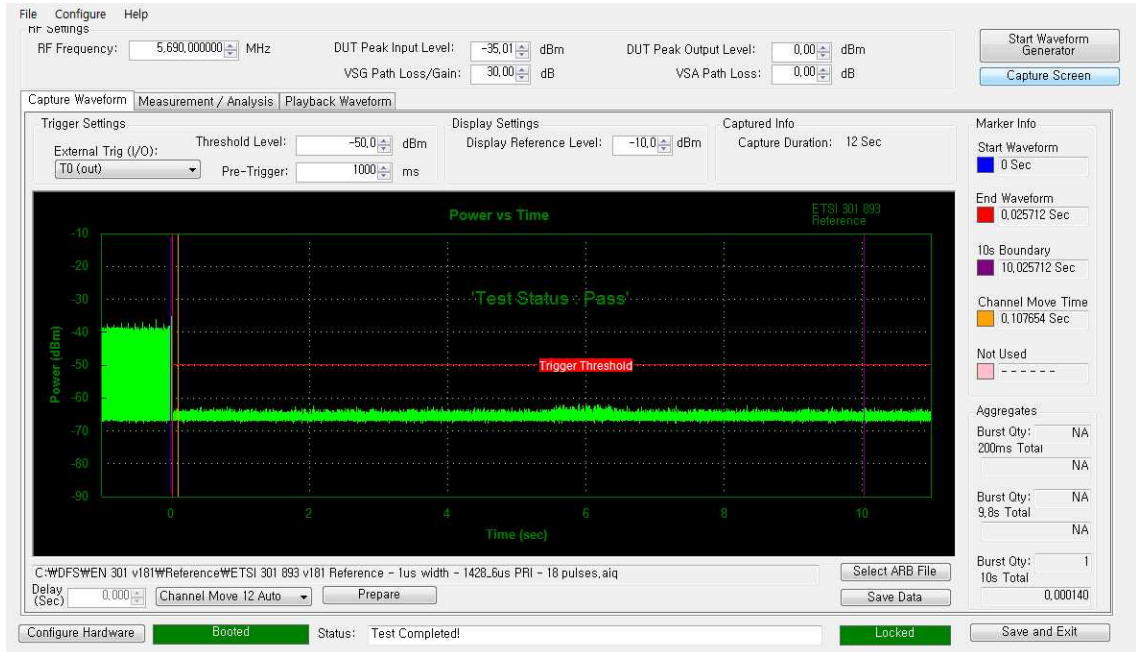 File Configure Help
RF Settings
RF Frequency: 5,690,000000 MHz
DUT Peak Input Level: -35,01 dBm
DUT Peak Output Level: 0,00 dBm
VSG Path Loss/Gain: 30,00 dB
VSA Path Loss: 0,00 dB
Start Waveform
Generator
Capture Screen
Capture Waveform Measurement / Analysis Playback Waveform
Trigger Settings
External Trig (I/O):
T0 (out)
Threshold Level: -50,0 dBm
Pre-Trigger: 1000 ms
Display Settings
Display Reference Level: -10,0 dBm
Captured Info
Capture Duration: 12 Sec
Power vs Time
ETSI 301 893
Reference
'Test Status : Pass'
Trigger Threshold
Power (dBm)
-10
-20
-30
-40
-50
-60
-70
-80
-90
0 2 4 6 8 10
Time (sec)
Marker Info
Start Waveform
0 Sec
End Waveform
0,025712 Sec
10s Boundary
10,025712 Sec
Channel Move Time
0,107654 Sec
Not Used
- - - - - -
Aggregates
Burst Qty: NA
200ms Total
NA
Burst Qty: NA
9,8s Total
NA
Burst Qty: 1
10s Total
0,000140
C:₩DFS₩EN 301 v181₩Reference₩ETSI 301 893 v181 Reference - 1us width - 1428_6us PRI - 18 pulses,aiq
Select ARB File
Delay
(Sec) 0,000 Channel Move 12 Auto Prepare
Save Data
Configure Hardware Booted Status: Test Completed! Locked Save and Exit